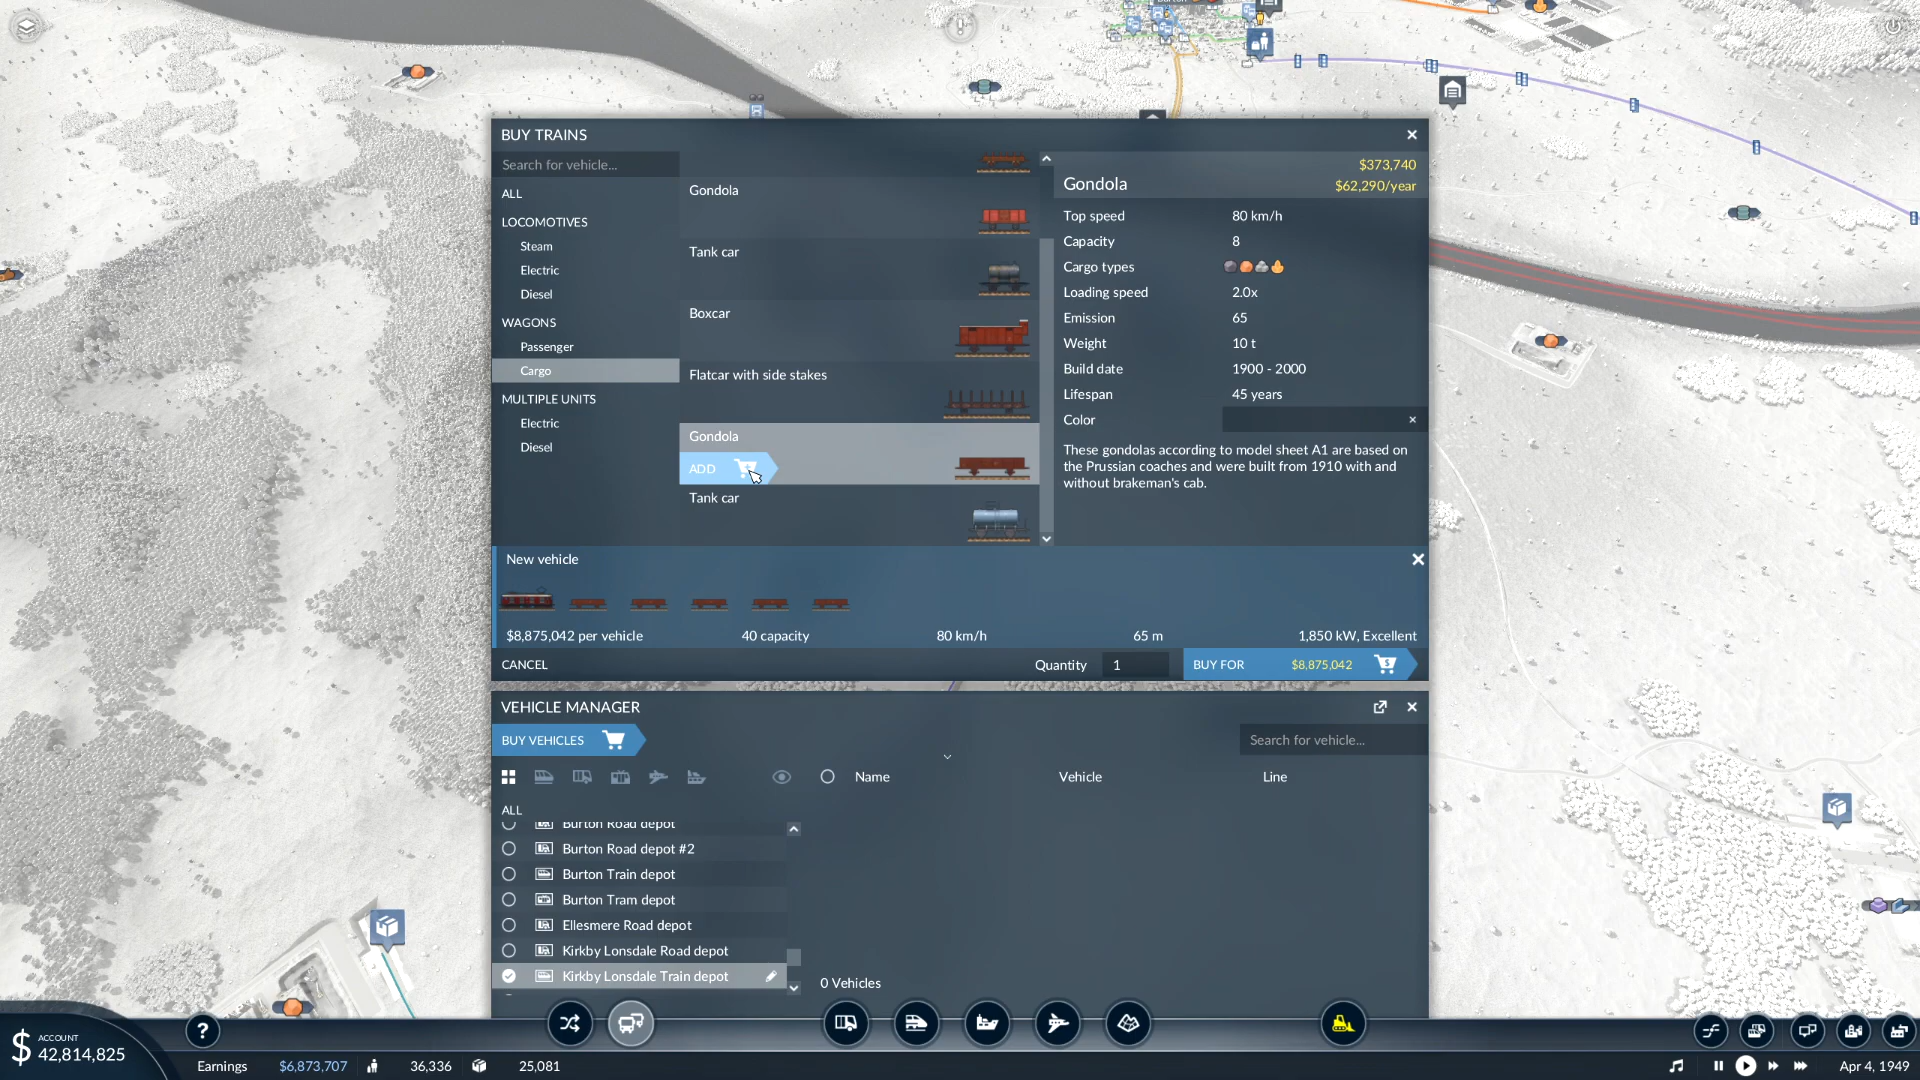 BUY TRAINS
Search for vehicle...
ALL
LOCOMOTIVES
Steam
Electric
Diesel
WAGONS
Passenger
Cargo
MULTIPLE UNITS
Electric
Diesel
Gondola
Tank car
Boxcar
Flatcar with side stakes
Gondola
ADD
Tank car
$373,740
Gondola
$62,290/year
Top speed 80 km/h
Capacity 8
Cargo types
Loading speed 2.0x
Emission 65
Weight 10 t
Build date 1900 - 2000
Lifespan 45 years
Color
These gondolas according to model sheet A1 are based on
the Prussian coaches and were built from 1910 with and
without brakeman's cab.
New vehicle
$8,875,042 per vehicle 40 capacity 80 km/h 65 m 1,850 kW, Excellent
CANCEL Quantity 1 BUY FOR $8,875,042
VEHICLE MANAGER
BUY VEHICLES Search for vehicle...
Name Vehicle Line
ALL
Burton Road depot
Burton Road depot #2
Burton Train depot
Burton Tram depot
Ellesmere Road depot
Kirkby Lonsdale Road depot
Kirkby Lonsdale Train depot
0 Vehicles
$ ACCOUNT
42,814,825
?
Earnings $6,873,707 36,336 25,081 Apr 4, 1949